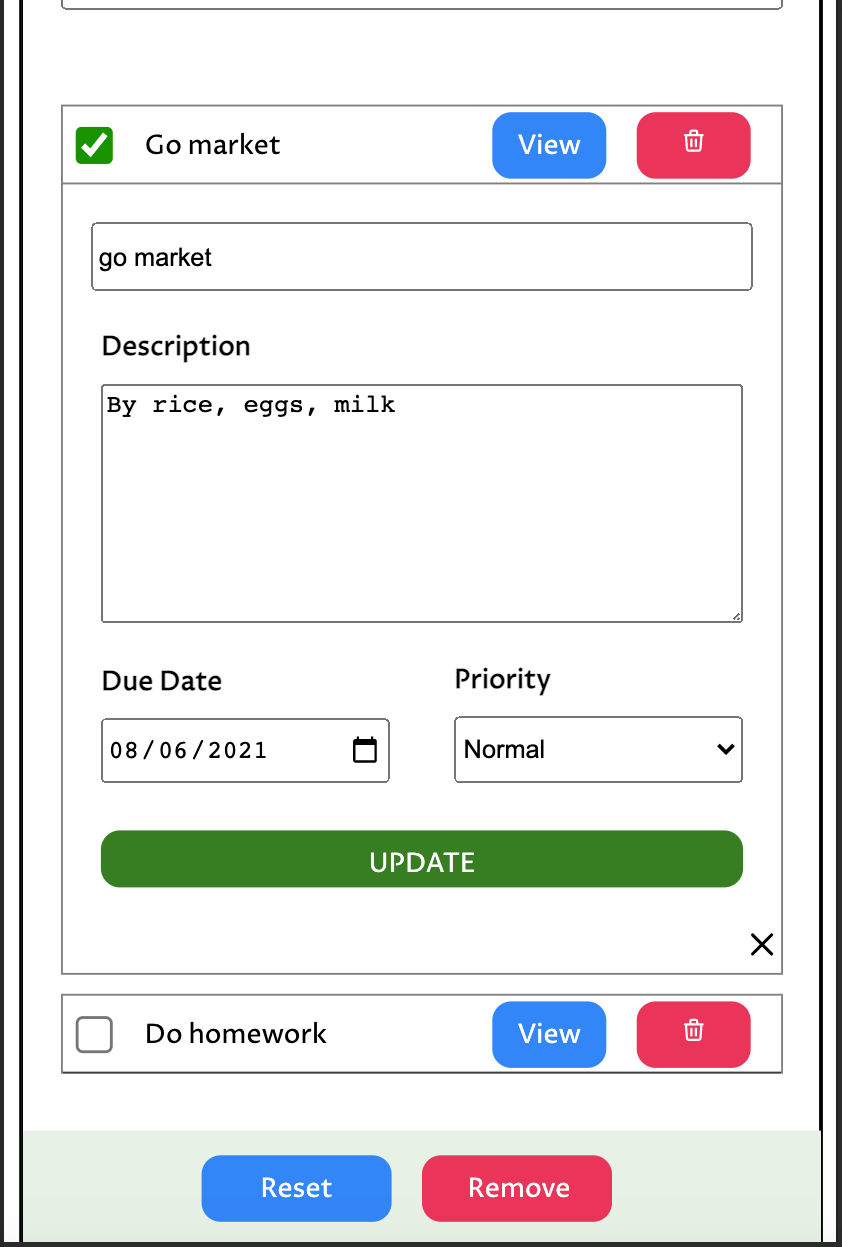 Go market View
go market
Description
By rice, eggs, milk
Due Date Priority
08/06/2021 Normal
UPDATE
Do homework View
Reset Remove